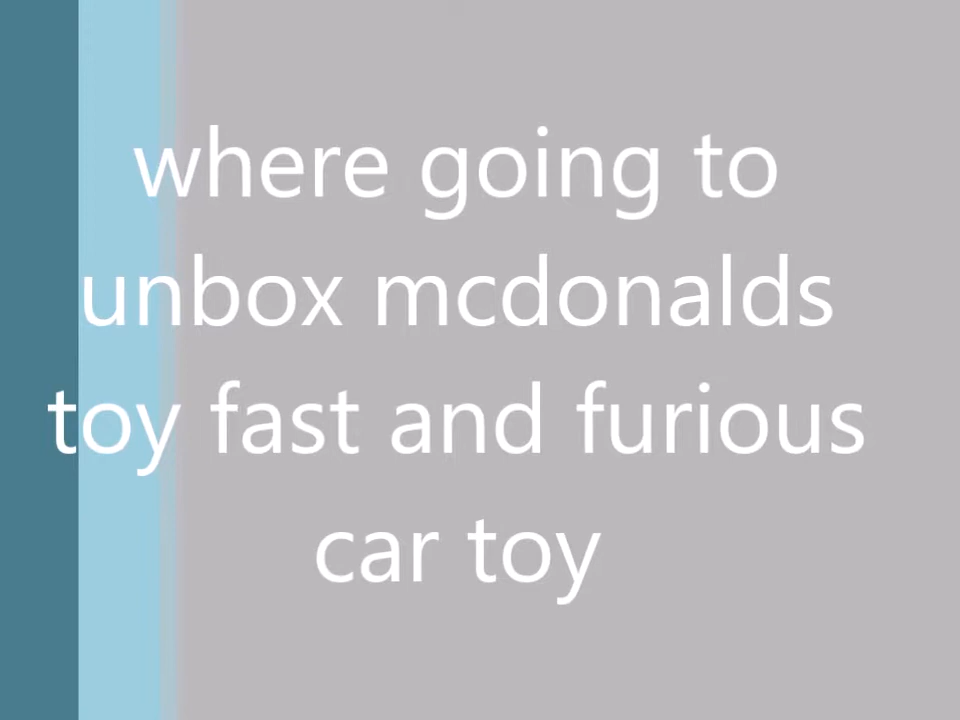 where going to
unbox mcdonalds
toy fast and furious
car toy